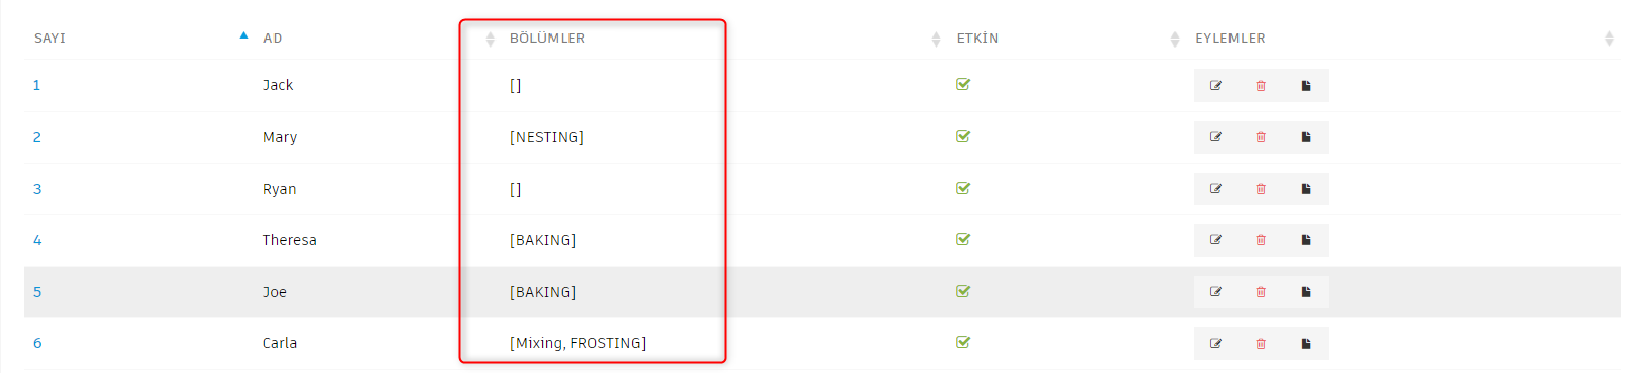 SAYI AD BÖLÜMLER ETKİN EYLEMLER
1 Jack []
2 Mary [NESTING]
3 Ryan []
4 Theresa [BAKING]
5 Joe [BAKING]
6 Carla [Mixing, FROSTING]